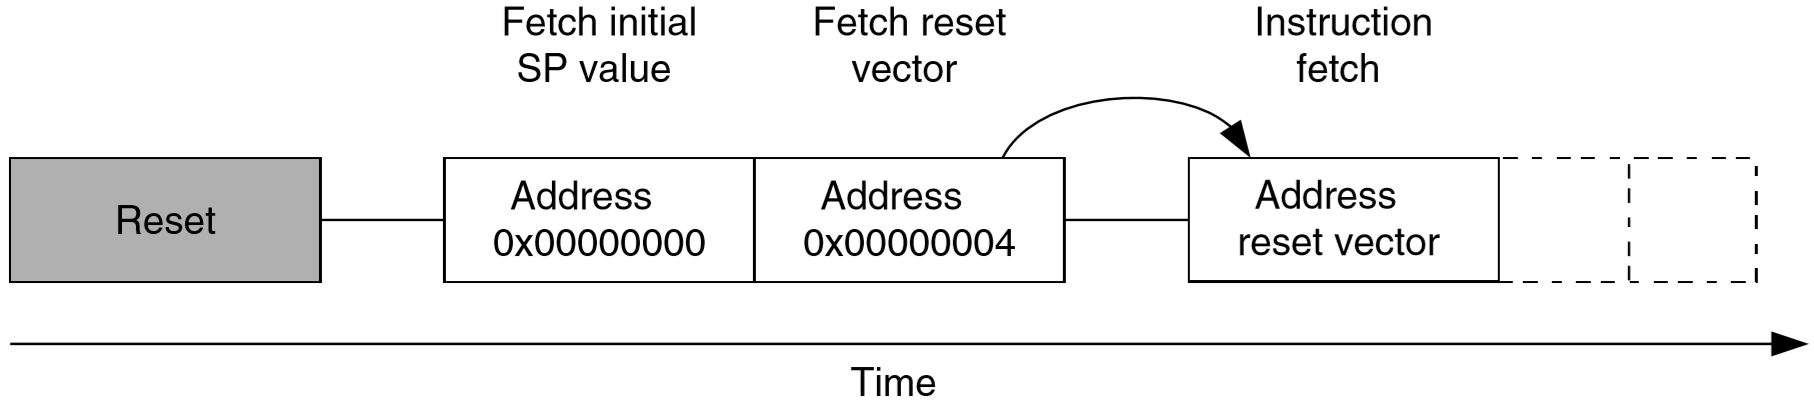 Fetch initial
SP value
Fetch reset
vector
Instruction
fetch
Reset
Address
0x00000000
Address
0x00000004
Address
reset vector
Time